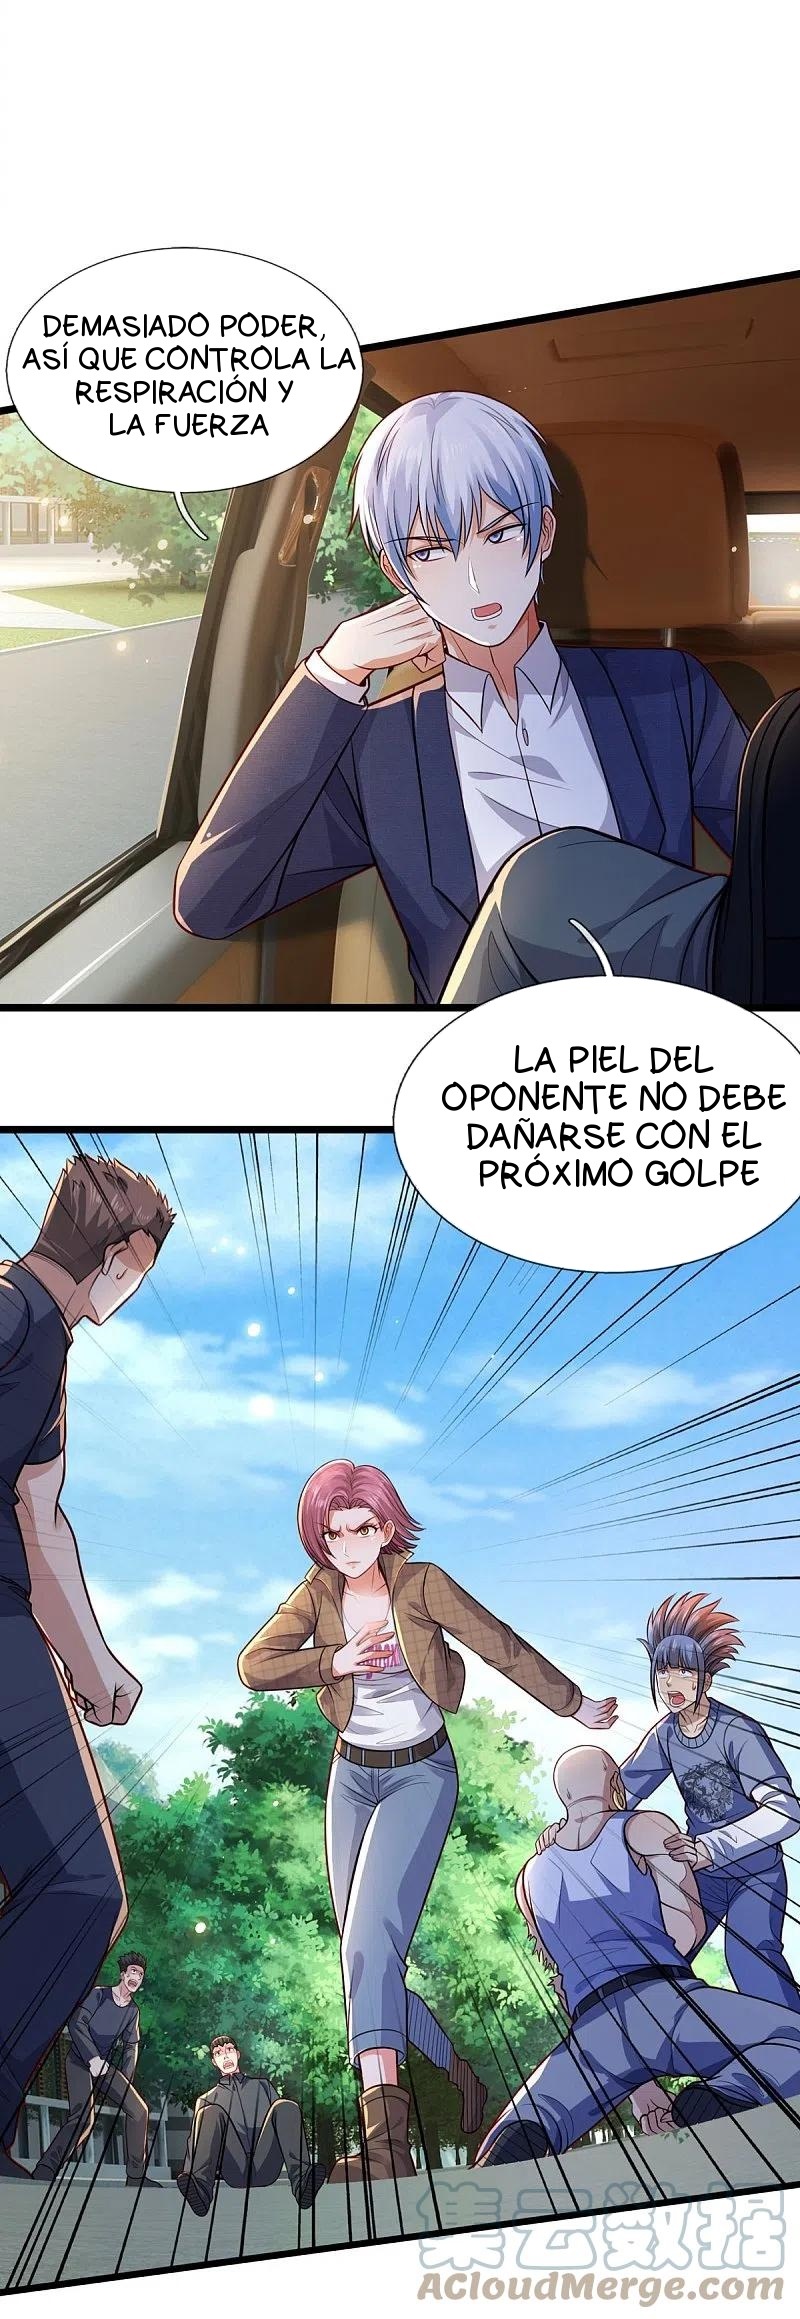 DEMASIADO PODER,
ASÍ QUE CONTROLA LA
RESPIRACIÓN Y
LA FUERZA
LA PIEL DEL
OPONENTE NO DEBE
DAÑARSE CON EL
PRÓXIMO GOLPE
集云数据
ACloudMerge.com